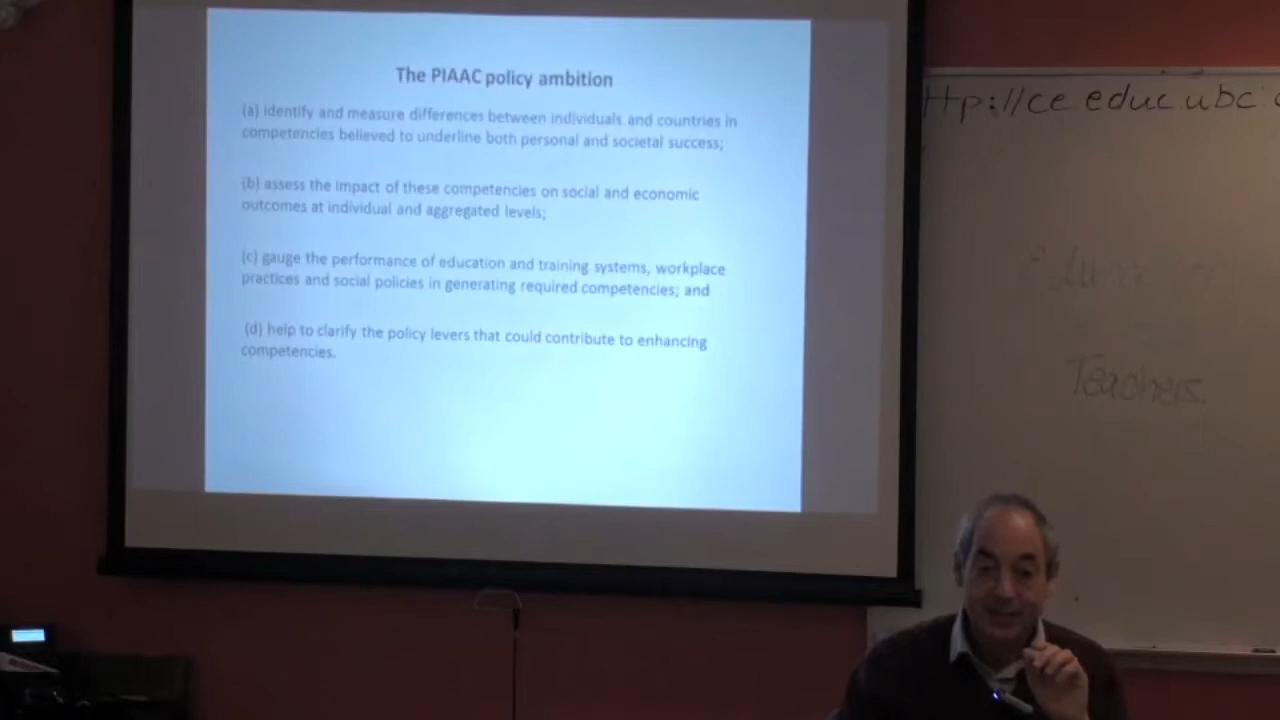 The PIAAC policy ambition
(a) identify and measure differences between individuals and countries in
competencies believed to underline both personal and societal success;
(b) assess the impact of these competencies on social and economic
outcomes at individual and aggregated levels;
(c) gauge the performance of education and training systems, workplace
practices and social policies in generating required competencies; and
(d) help to clarify the policy levers that could contribute to enhancing
competencies.
ttp://ce educ.ubc
Teachers.